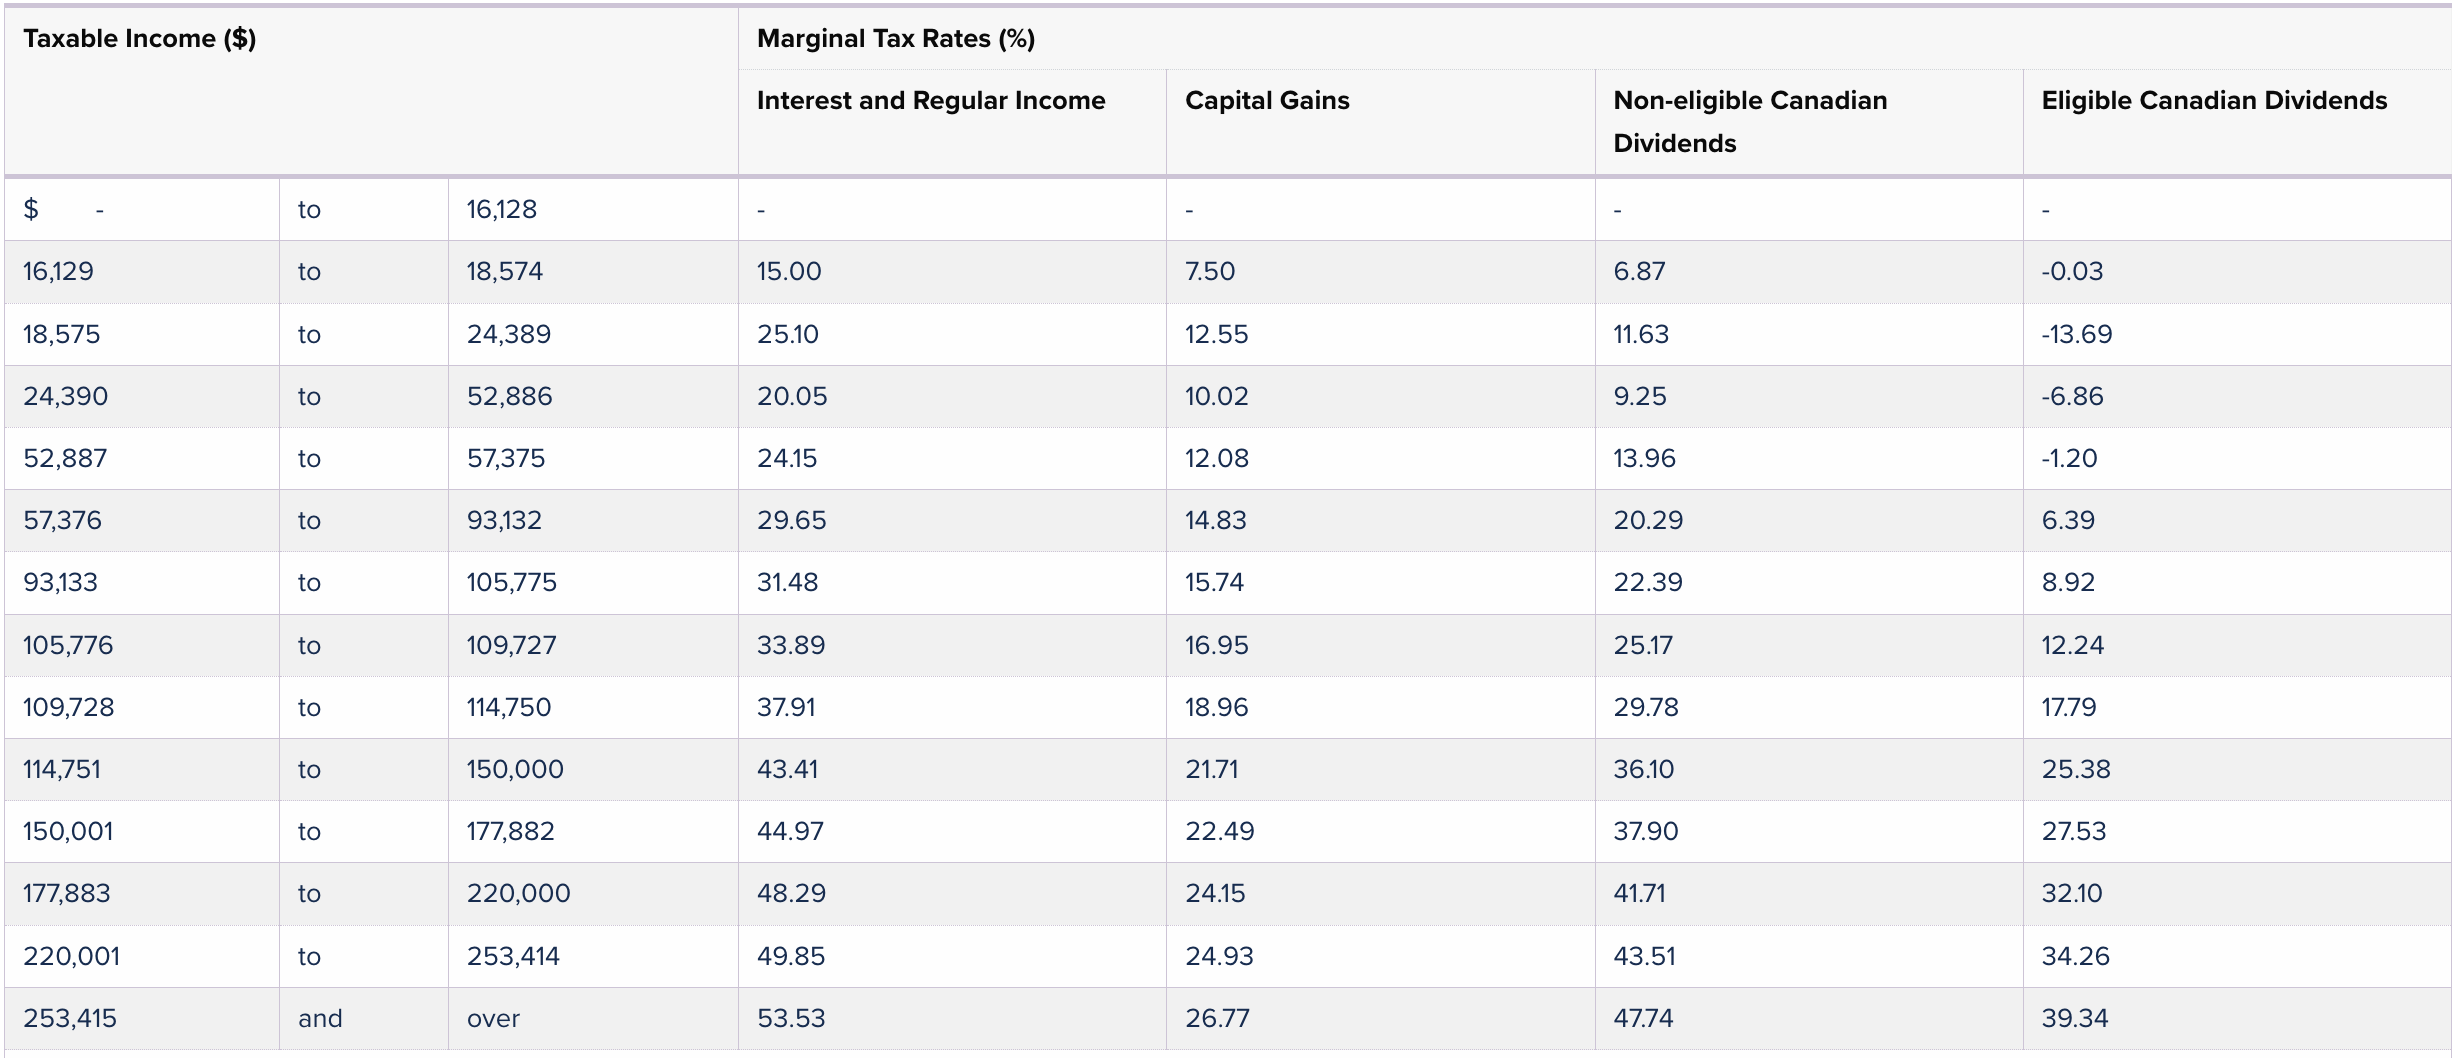 Taxable Income ($) Marginal Tax Rates (%)
Interest and Regular Income Capital Gains Non-eligible Canadian Dividends Eligible Canadian Dividends
$ - to 16,128 - - - -
16,129 to 18,574 15.00 7.50 6.87 -0.03
18,575 to 24,389 25.10 12.55 11.63 -13.69
24,390 to 52,886 20.05 10.02 9.25 -6.86
52,887 to 57,375 24.15 12.08 13.96 -1.20
57,376 to 93,132 29.65 14.83 20.29 6.39
93,133 to 105,775 31.48 15.74 22.39 8.92
105,776 to 109,727 33.89 16.95 25.17 12.24
109,728 to 114,750 37.91 18.96 29.78 17.79
114,751 to 150,000 43.41 21.71 36.10 25.38
150,001 to 177,882 44.97 22.49 37.90 27.53
177,883 to 220,000 48.29 24.15 41.71 32.10
220,001 to 253,414 49.85 24.93 43.51 34.26
253,415 and over 53.53 26.77 47.74 39.34